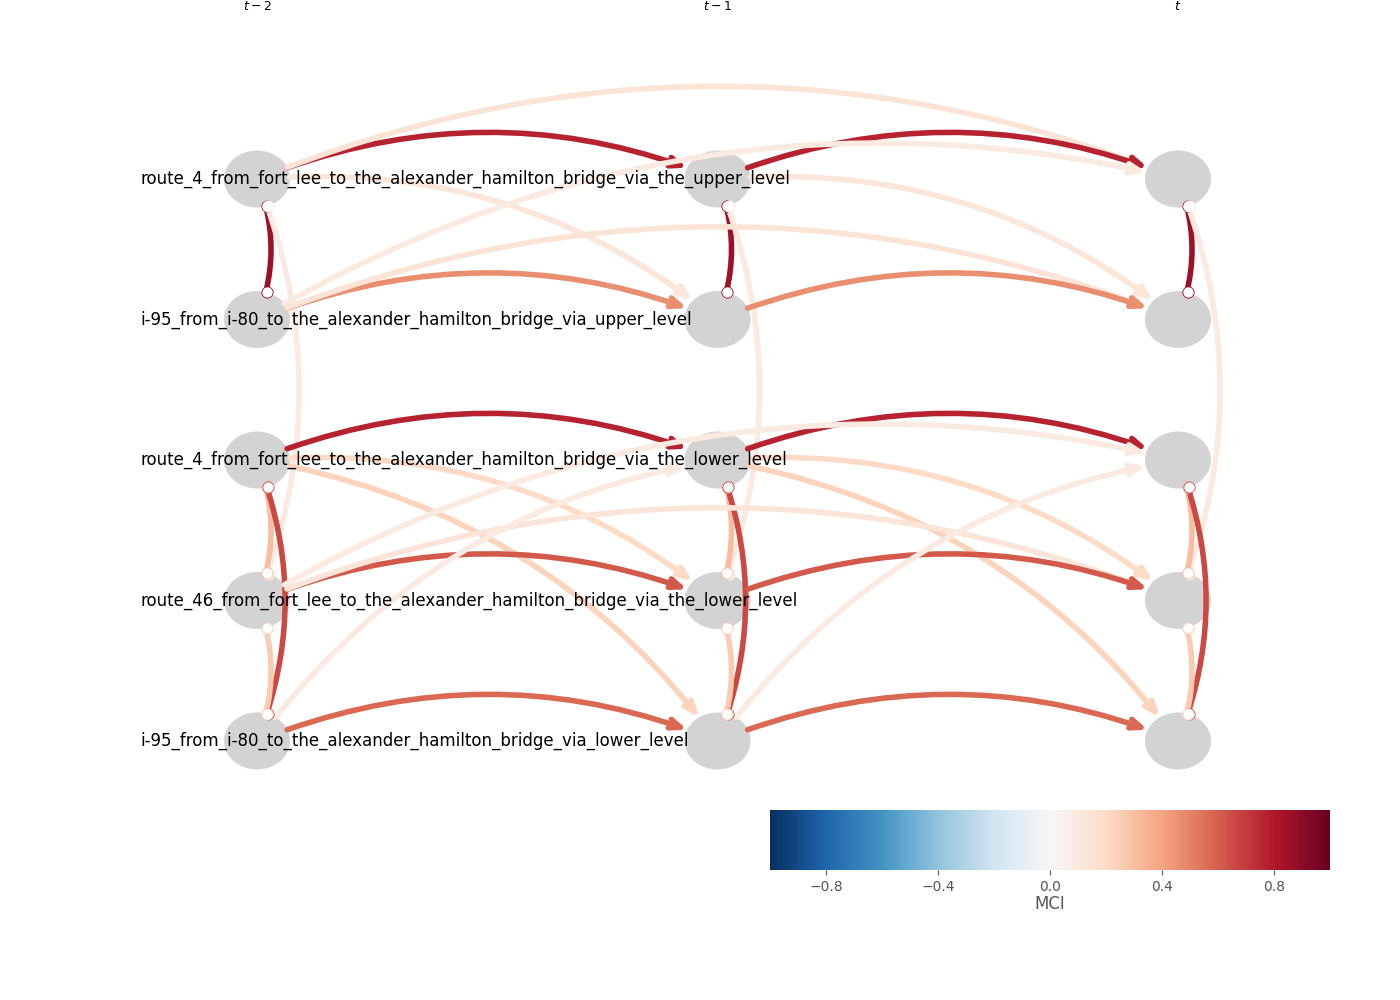 t − 2 t − 1 t
route_4_from_fort_lee_to_the_alexander_hamilton_bridge_via_the_upper_level
i-95_from_i-80_to_the_alexander_hamilton_bridge_via_upper_level
route_4_from_fort_lee_to_the_alexander_hamilton_bridge_via_the_lower_level
route_46_from_fort_lee_to_the_alexander_hamilton_bridge_via_the_lower_level
i-95_from_i-80_to_the_alexander_hamilton_bridge_via_lower_level
−0.8 −0.4 0.0 0.4 0.8
MCI